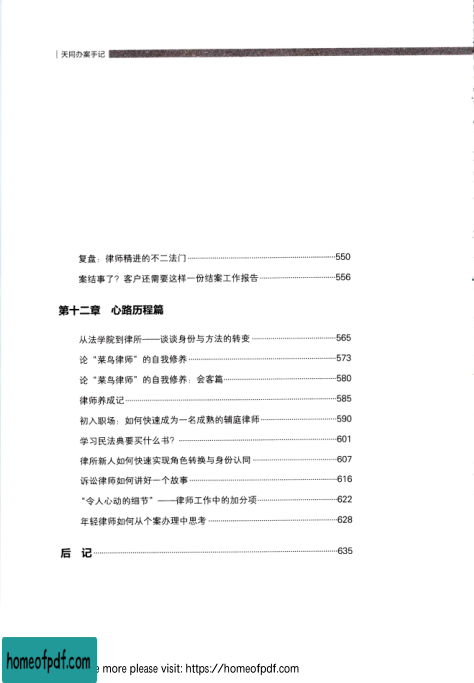 天同办案手记
复盘：律师精进的不二法门 550
案结事了？客户还需要这样一份结案工作报告 556
第十二章 心路历程篇
从法学院到律所——谈谈身份与方法的转变 565
论“菜鸟律师”的自我修养 573
论“菜鸟律师”的自我修养：会客篇 580
律师养成记 585
初入职场：如何快速成为一名成熟的辅庭律师 590
学习民法典要买什么书？ 601
律所新人如何快速实现角色转换与身份认同 607
诉讼律师如何讲好一个故事 616
“令人心动的细节”——律师工作中的加分项 622
年轻律师如何从个案办理中思考 628
后 记 635
homeofpdf.com
more please visit: https://homeofpdf.com